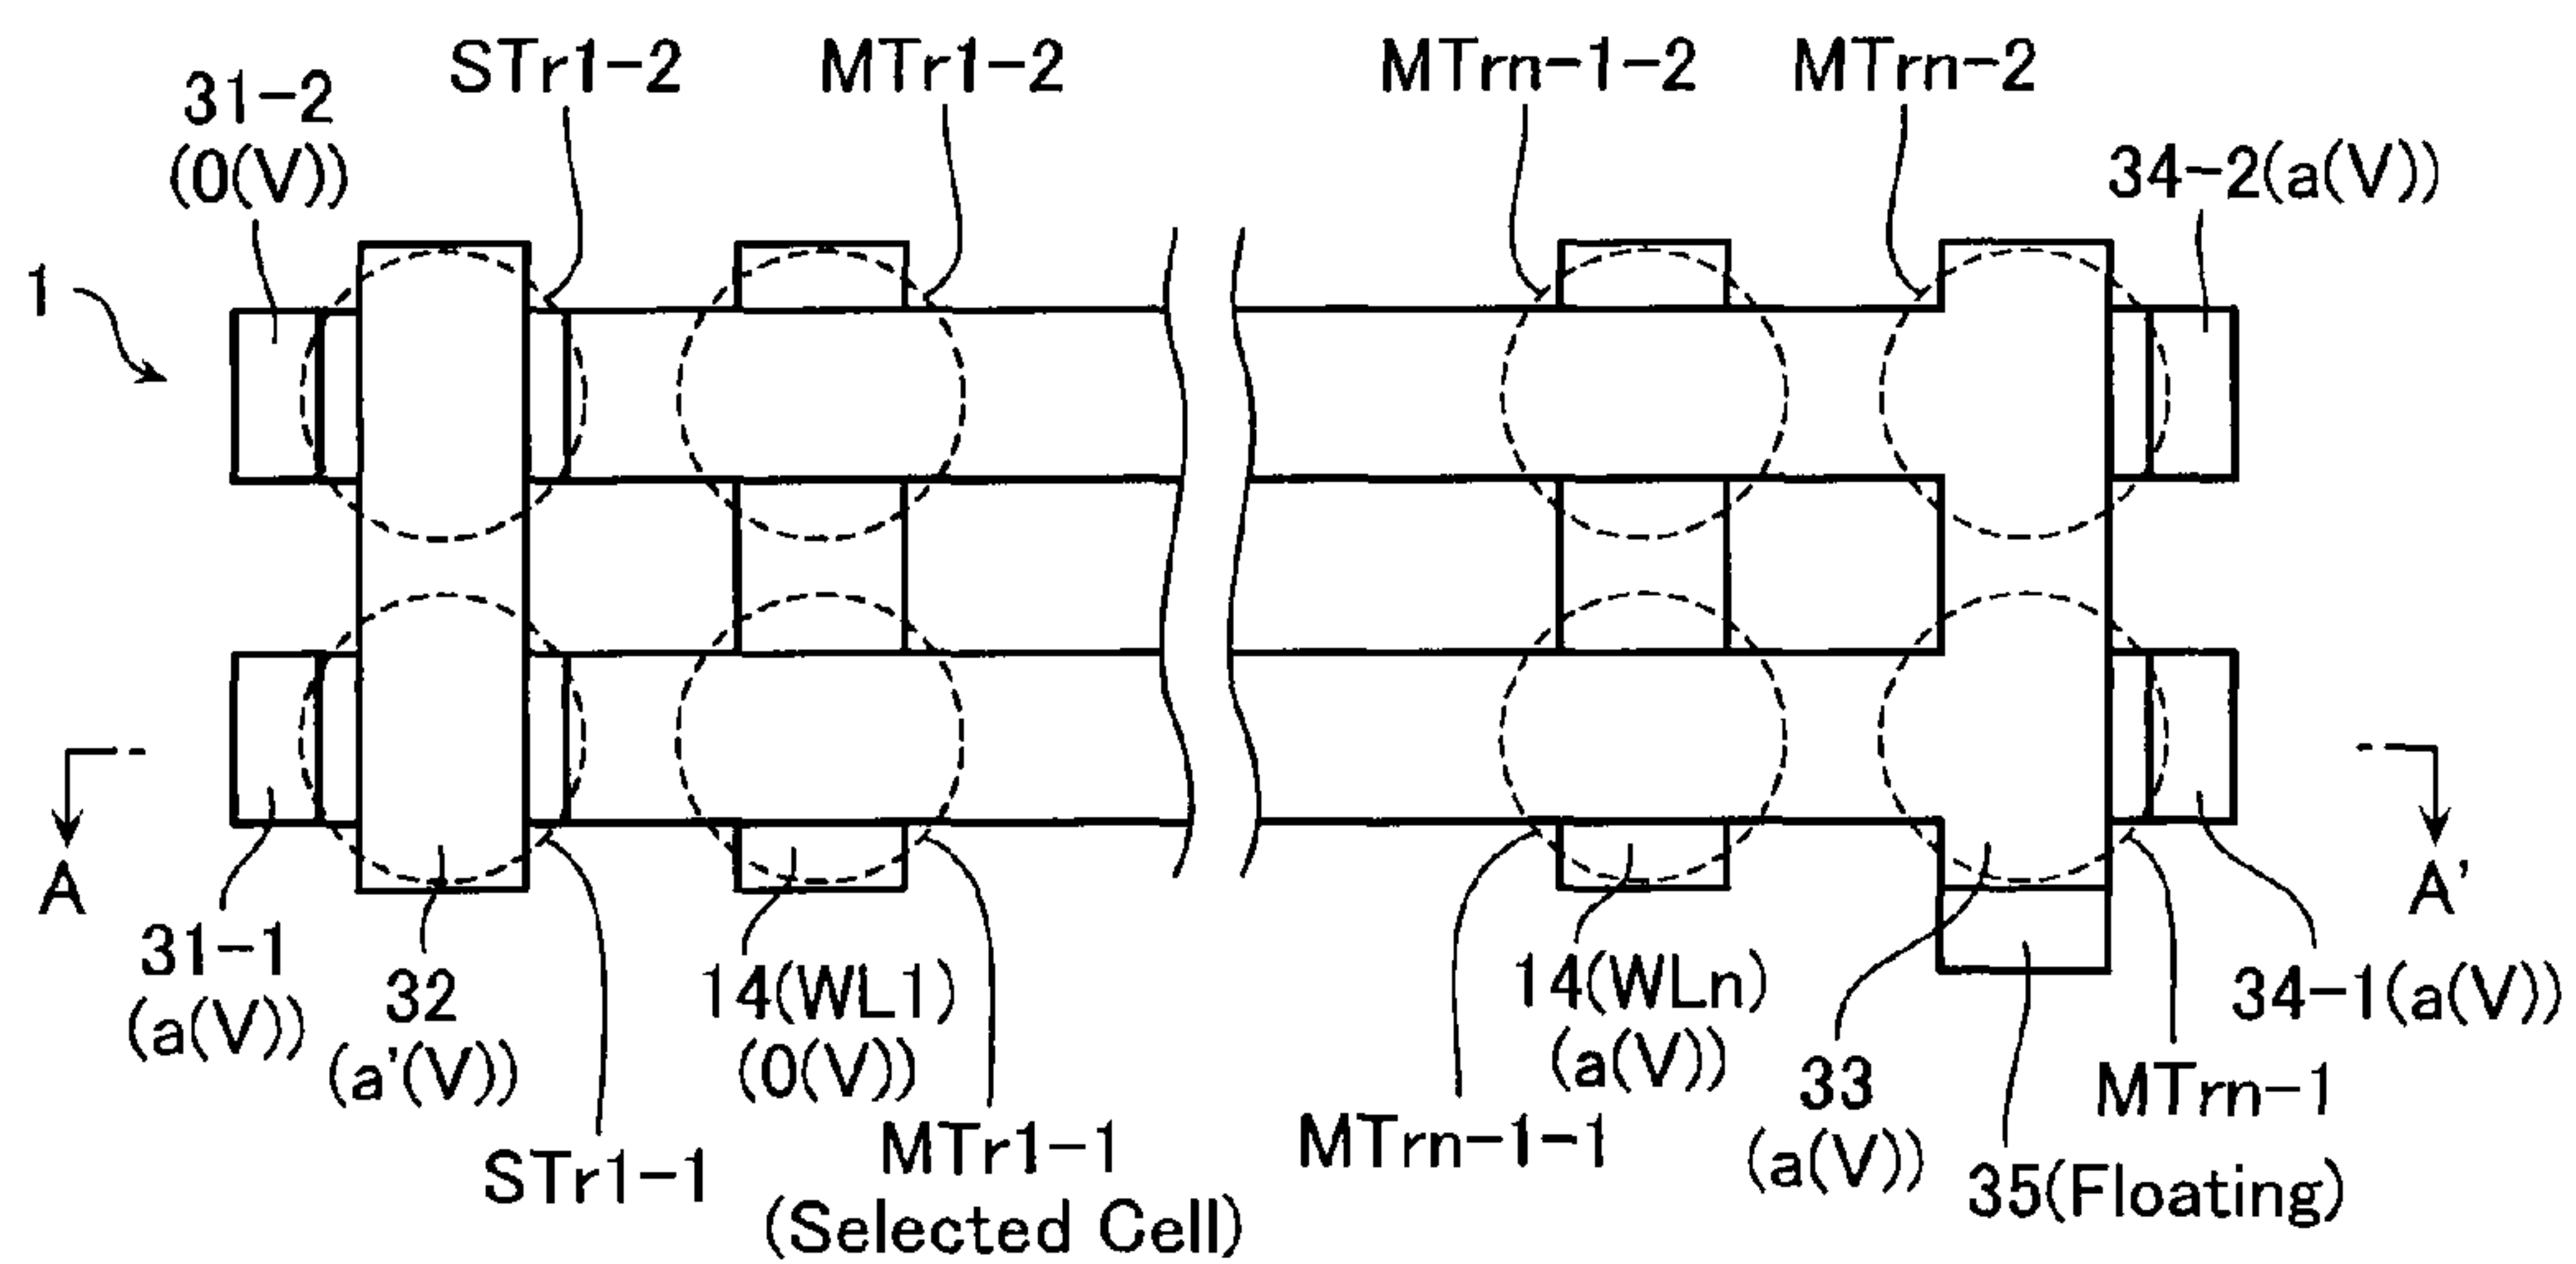 STr1-2
MTr1-2
MTrn-1-2
MTrn-2
31-2
(0(V))
34-2(a(V))
1
A
A'
31-1
(a(V))
32
(a'(V))
14(WL1)
(0(V))
14(WLn)
(a(V))
33
(a(V))
34-1(a(V))
STr1-1
MTr1-1
(Selected Cell)
MTrn-1-1
MTrn-1
35(Floating)